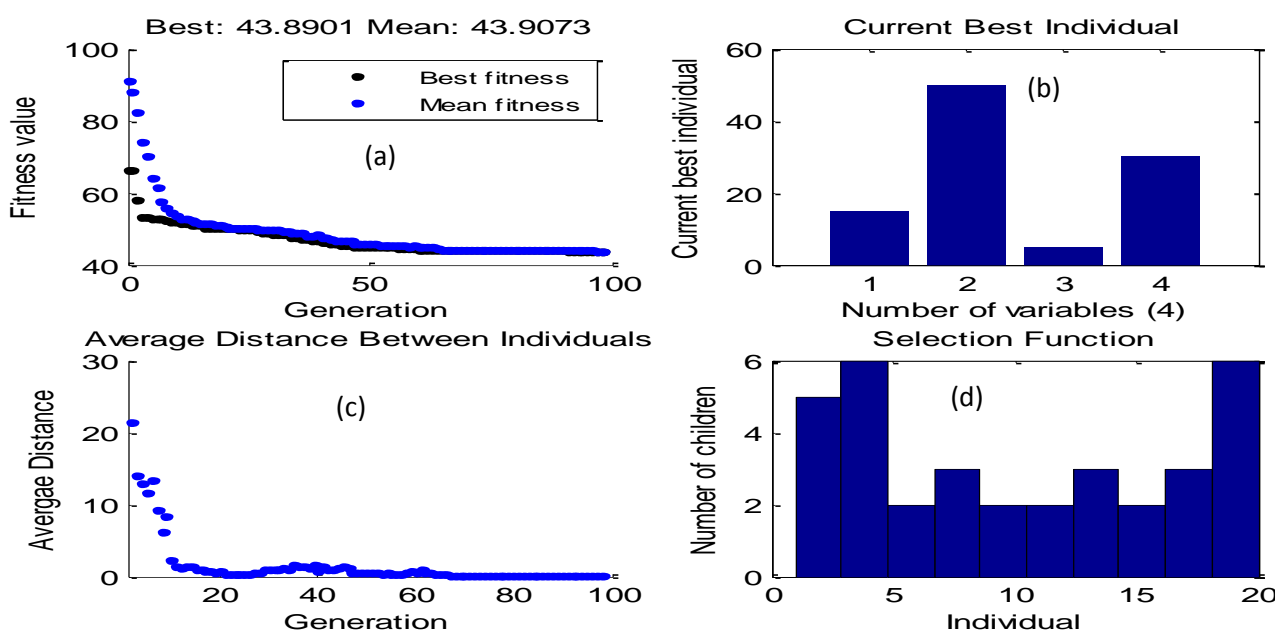 Best: 43.8901 Mean: 43.9073
100
80
60
40
0
50
100
Fitness value
Generation
Best fitness
Mean fitness
(a)
Current Best Individual
60
40
20
0
1
2
3
4
Current best individual
Number of variables (4)
(b)
Average Distance Between Individuals
30
20
10
0
20
40
60
80
100
Avergae Distance
Generation
(c)
Selection Function
6
4
2
0
0
5
10
15
20
Number of children
Individual
(d)